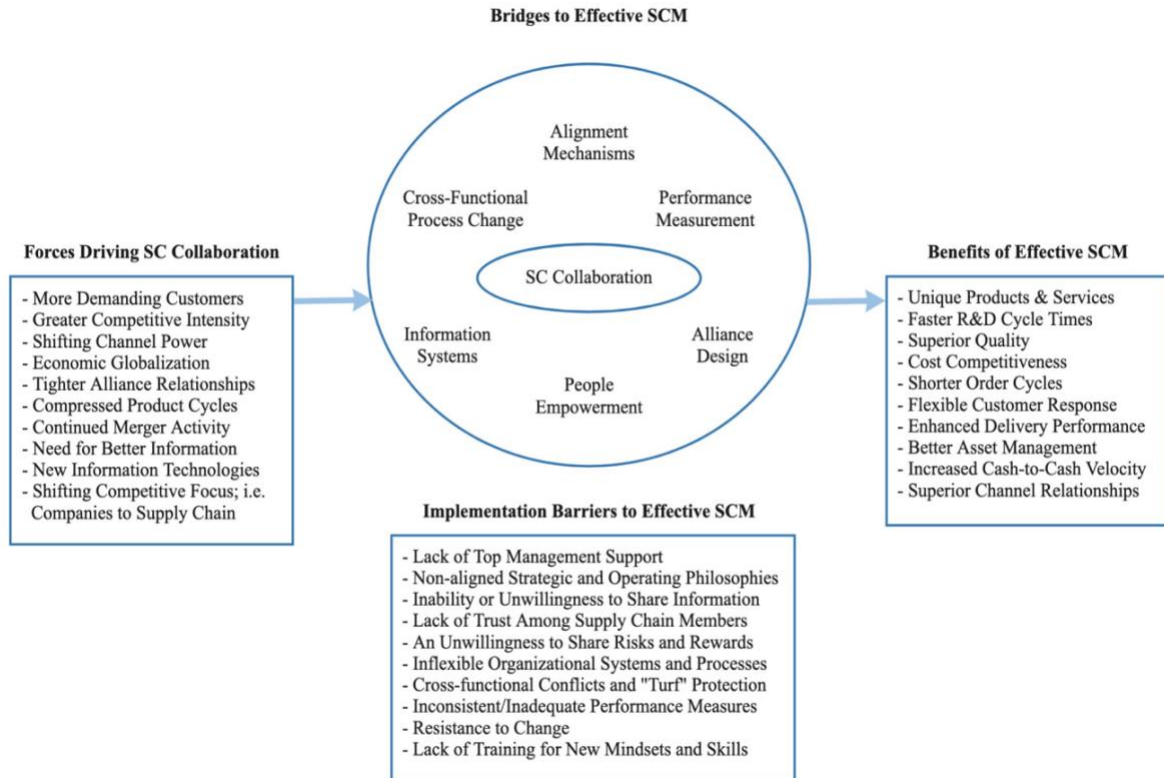 Bridges to Effective SCM
Alignment
Mechanisms
Cross-Functional
Process Change
Performance
Measurement
SC Collaboration
Information
Systems
Alliance
Design
People
Empowerment
Forces Driving SC Collaboration
- More Demanding Customers
- Greater Competitive Intensity
- Shifting Channel Power
- Economic Globalization
- Tighter Alliance Relationships
- Compressed Product Cycles
- Continued Merger Activity
- Need for Better Information
- New Information Technologies
- Shifting Competitive Focus; i.e.
Companies to Supply Chain
Benefits of Effective SCM
- Unique Products & Services
- Faster R&D Cycle Times
- Superior Quality
- Cost Competitiveness
- Shorter Order Cycles
- Flexible Customer Response
- Enhanced Delivery Performance
- Better Asset Management
- Increased Cash-to-Cash Velocity
- Superior Channel Relationships
Implementation Barriers to Effective SCM
- Lack of Top Management Support
- Non-aligned Strategic and Operating Philosophies
- Inability or Unwillingness to Share Information
- Lack of Trust Among Supply Chain Members
- An Unwillingness to Share Risks and Rewards
- Inflexible Organizational Systems and Processes
- Cross-functional Conflicts and "Turf" Protection
- Inconsistent/Inadequate Performance Measures
- Resistance to Change
- Lack of Training for New Mindsets and Skills